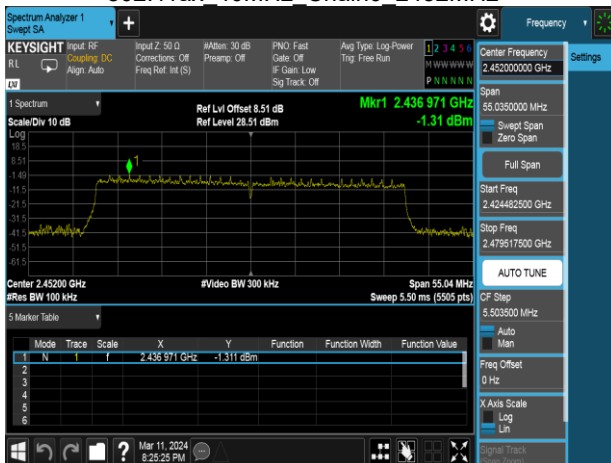 Spectrum Analyzer 1
Swept SA
+
Frequency
KEYSIGHT
RL
LXI
Input: RF
Coupling: DC
Align: Auto
Input Z: 50 Ω
Corrections: Off
Freq Ref: Int (S)
#Atten: 30 dB
Preamp: Off
PNO: Fast
Gate: Off
IF Gain: Low
Sig Track: Off
Avg Type: Log-Power
Trig: Free Run
1 2 3 4 5 6
M W W W W W
P N N N N N
Center Frequency
2.452000000 GHz
Settings
Span
55.0350000 MHz
Swept Span
Zero Span
Full Span
Start Freq
2.424482500 GHz
Stop Freq
2.479517500 GHz
AUTO TUNE
CF Step
5.503500 MHz
Auto
Man
Freq Offset
0 Hz
X Axis Scale
Log
Lin
Signal Track
1 Spectrum
Scale/Div 10 dB
Ref Lvl Offset 8.51 dB
Ref Level 28.51 dBm
Mkr1 2.436 971 GHz
-1.31 dBm
Log
18.5
8.51
-1.49
-11.5
-21.5
-31.5
-41.5
-51.5
-61.5
1
Center 2.45200 GHz
#Res BW 100 kHz
#Video BW 300 kHz
Span 55.04 MHz
Sweep 5.50 ms (5505 pts)
5 Marker Table
Mode Trace Scale X Y Function Function Width Function Value
1 N 1 f 2.436 971 GHz -1.311 dBm
2
3
4
5
6
?
Mar 11, 2024
8:25:25 PM